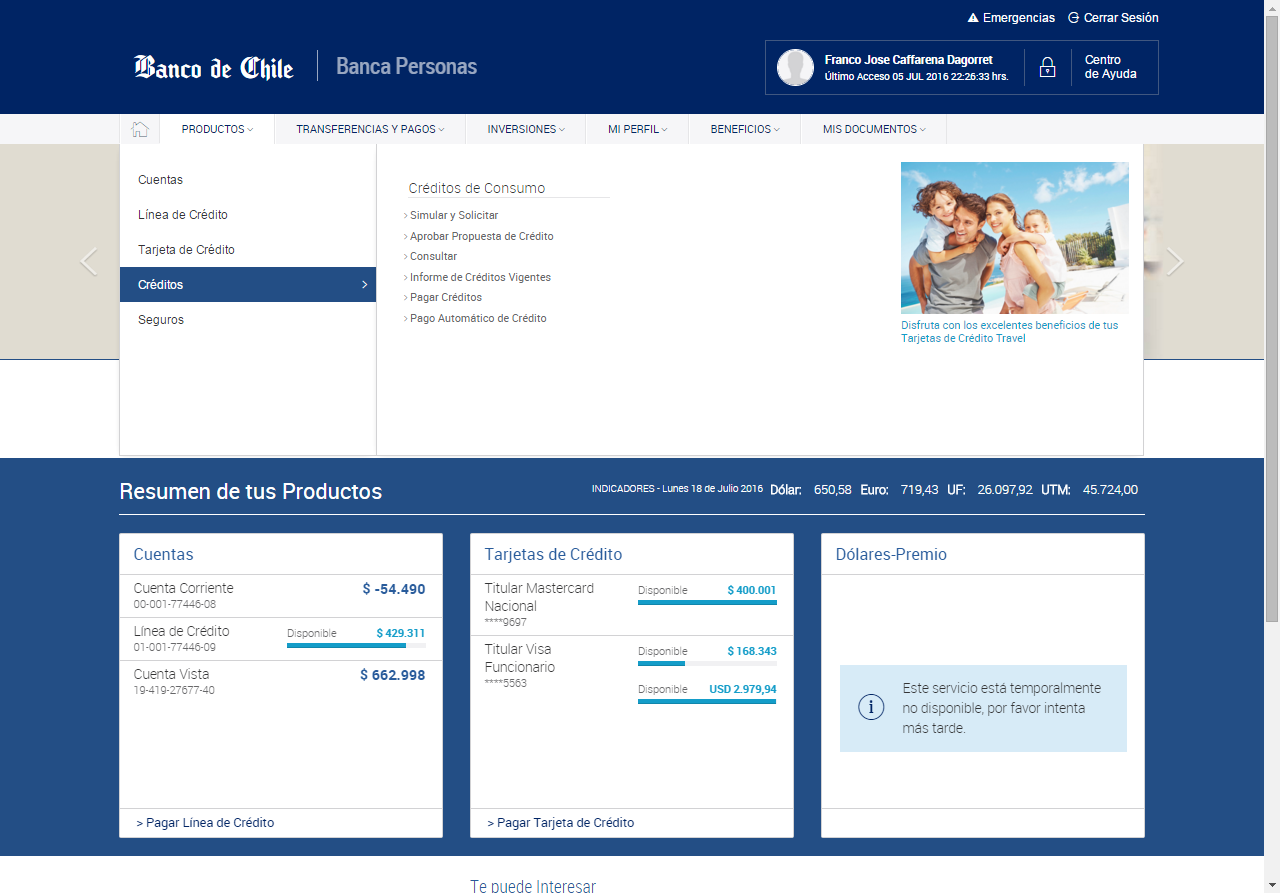 Emergencias
Cerrar Sesión
Banco de Chile
Banca Personas
Franco Jose Caffarena Dagorret
Último Acceso 05 JUL 2016 22:26:33 hrs.
Centro
de Ayuda
PRODUCTOS
TRANSFERENCIAS Y PAGOS
INVERSIONES
MI PERFIL
BENEFICIOS
MIS DOCUMENTOS
Cuentas
Línea de Crédito
Tarjeta de Crédito
Créditos
Seguros
Créditos de Consumo
Simular y Solicitar
Aprobar Propuesta de Crédito
Consultar
Informe de Créditos Vigentes
Pagar Créditos
Pago Automático de Crédito
Disfruta con los excelentes beneficios de tus
Tarjetas de Crédito Travel
Resumen de tus Productos
INDICADORES - Lunes 18 de Julio 2016 Dólar: 650,58 Euro: 719,43 UF: 26.097,92 UTM: 45.724,00
Cuentas
Cuenta Corriente $ -54.490
00-001-77446-08
Línea de Crédito Disponible $ 429.311
01-001-77446-09
Cuenta Vista $ 662.998
19-419-27677-40
> Pagar Línea de Crédito
Tarjetas de Crédito
Titular Mastercard Disponible $ 400.001
Nacional
****9697
Titular Visa Disponible $ 168.343
Funcionario
****5563
Disponible USD 2.979,94
> Pagar Tarjeta de Crédito
Dólares-Premio
Este servicio está temporalmente
no disponible, por favor intenta
más tarde.
Te puede Interesar